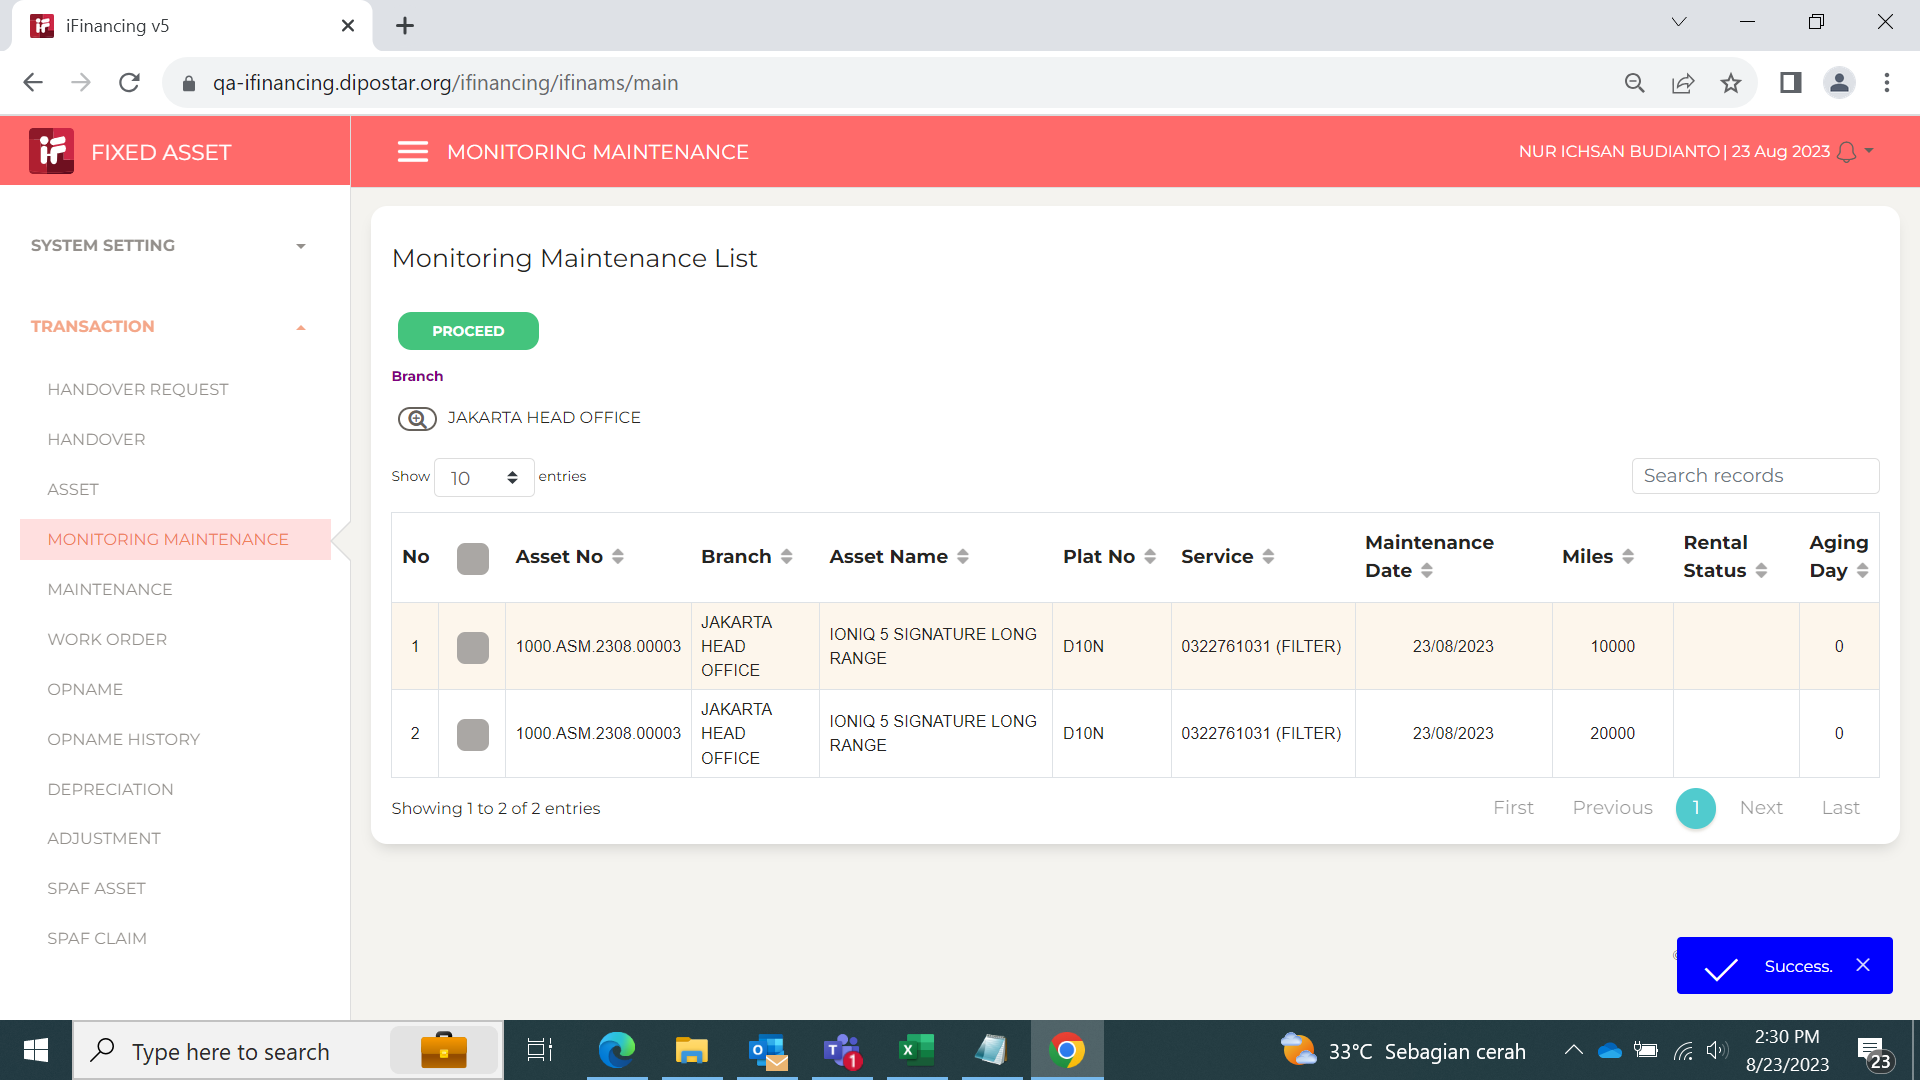 iFinancing v5
qa-ifinancing.dipostar.org/ifinancing/ifinams/main
iF FIXED ASSET
MONITORING MAINTENANCE
NUR ICHSAN BUDIANTO | 23 Aug 2023
SYSTEM SETTING
TRANSACTION
HANDOVER REQUEST
HANDOVER
ASSET
MONITORING MAINTENANCE
MAINTENANCE
WORK ORDER
OPNAME
OPNAME HISTORY
DEPRECIATION
ADJUSTMENT
SPAF ASSET
SPAF CLAIM
Monitoring Maintenance List
PROCEED
Branch
JAKARTA HEAD OFFICE
Show 10 entries
Search records
No Asset No Branch Asset Name Plat No Service Maintenance Date Miles Rental Status Aging Day
1 1000.ASM.2308.00003 JAKARTA HEAD OFFICE IONIQ 5 SIGNATURE LONG RANGE D10N 0322761031 (FILTER) 23/08/2023 10000 0
2 1000.ASM.2308.00003 JAKARTA HEAD OFFICE IONIQ 5 SIGNATURE LONG RANGE D10N 0322761031 (FILTER) 23/08/2023 20000 0
Showing 1 to 2 of 2 entries
First Previous 1 Next Last
Success.
Type here to search
1
33°C Sebagian cerah
2:30 PM
8/23/2023
23